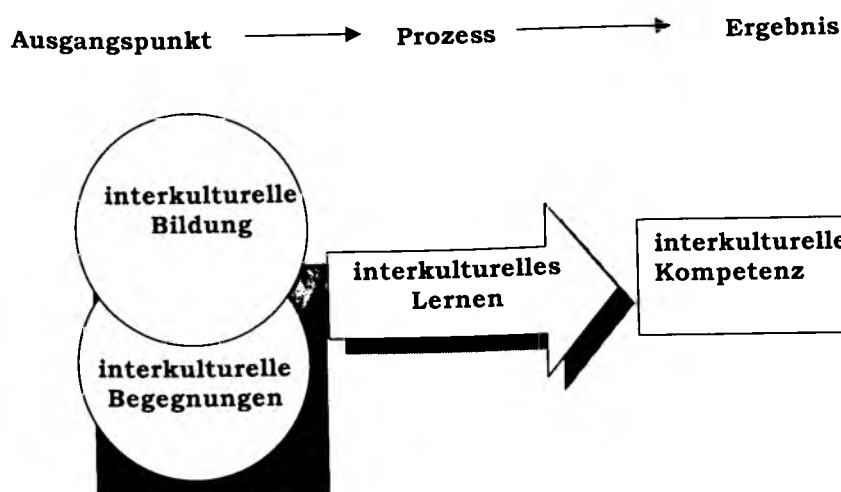 Ausgangspunkt Prozess Ergebnis
interkulturelle
Bildung
interkulturelle
Begegnungen
interkulturelles
Lernen
interkulturelle
Kompetenz